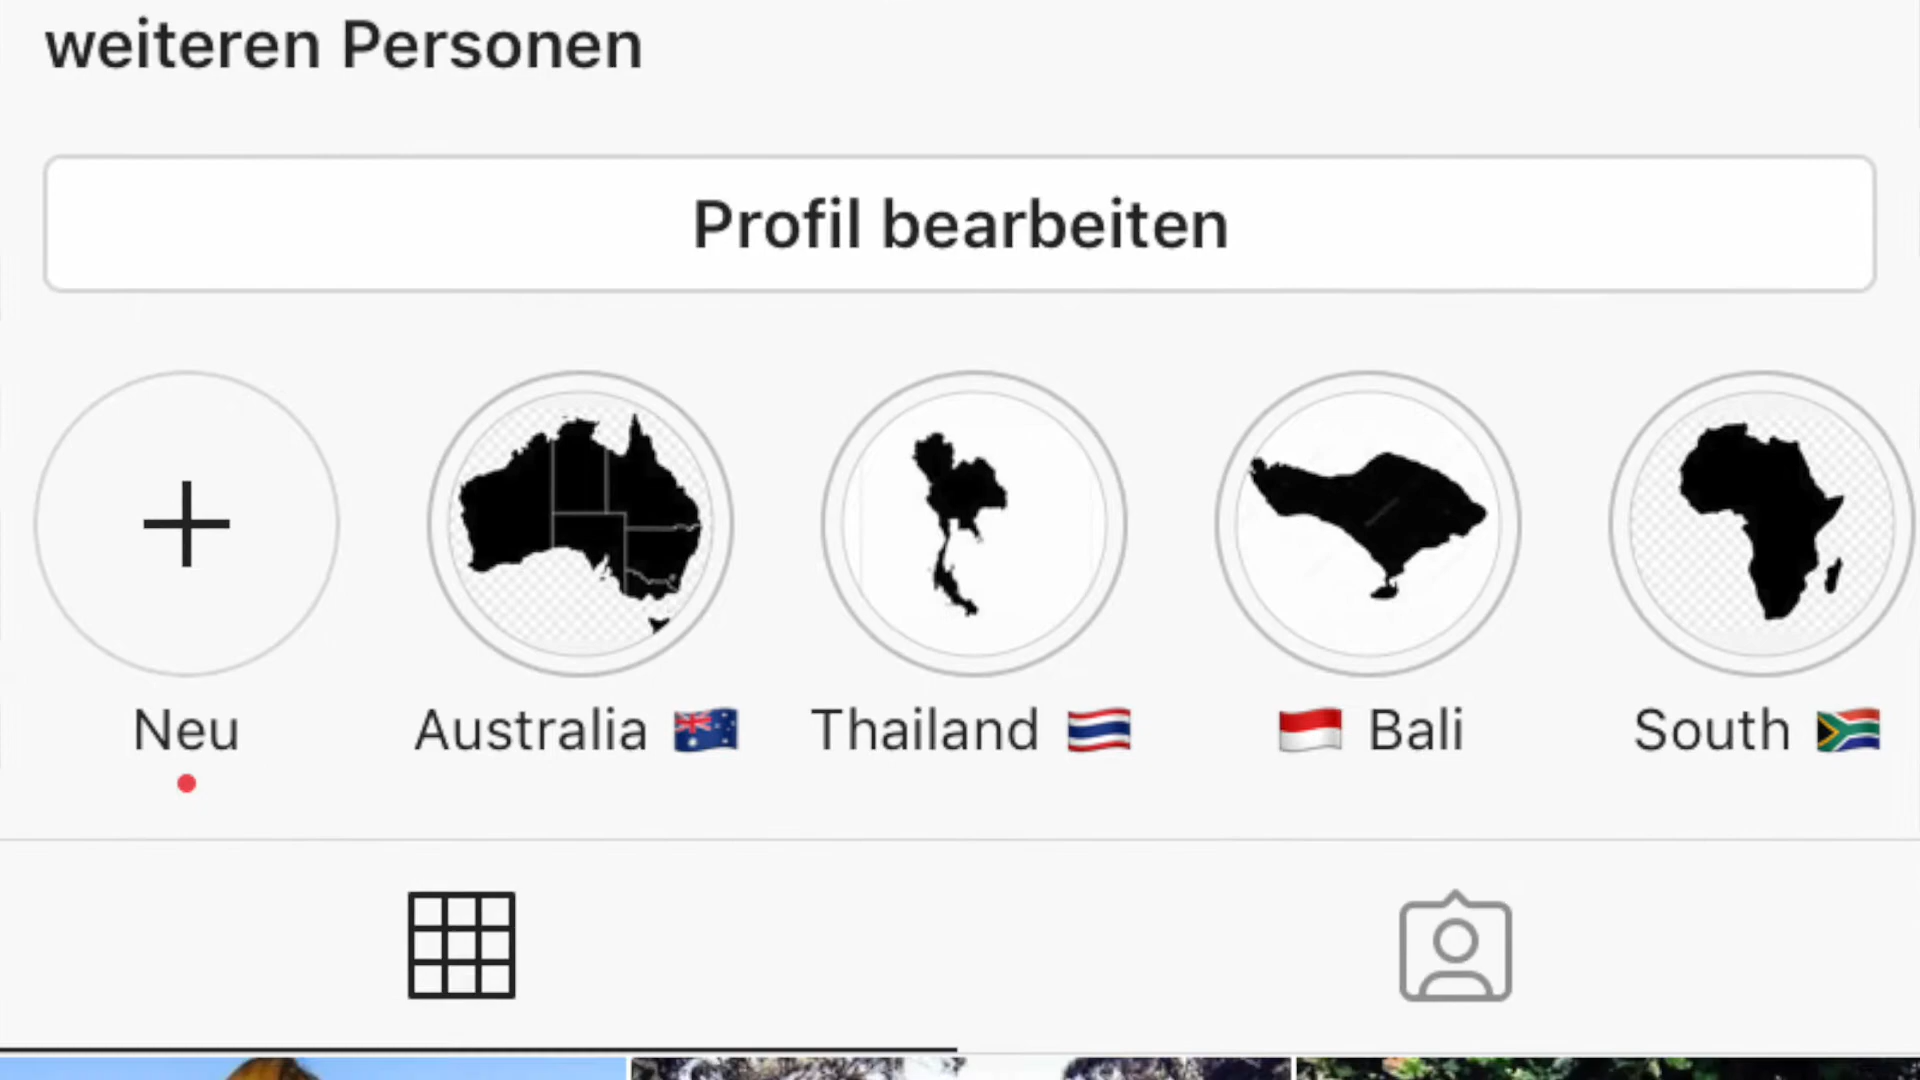 weiteren Personen
Profil bearbeiten
Neu
Australia 🇦🇺
Thailand 🇹🇭
🇮🇩 Bali
South 🇿🇦